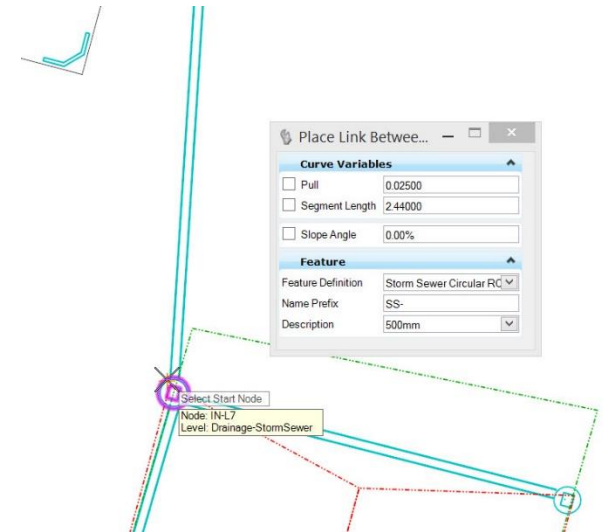 Place Link Betwee...
Curve Variables
Pull 0.02500
Segment Length 2.44000
Slope Angle 0.00%
Feature
Feature Definition Storm Sewer Circular RC
Name Prefix SS-
Description 500mm
Select Start Node
Node: IN-L7
Level: Drainage-StormSewer